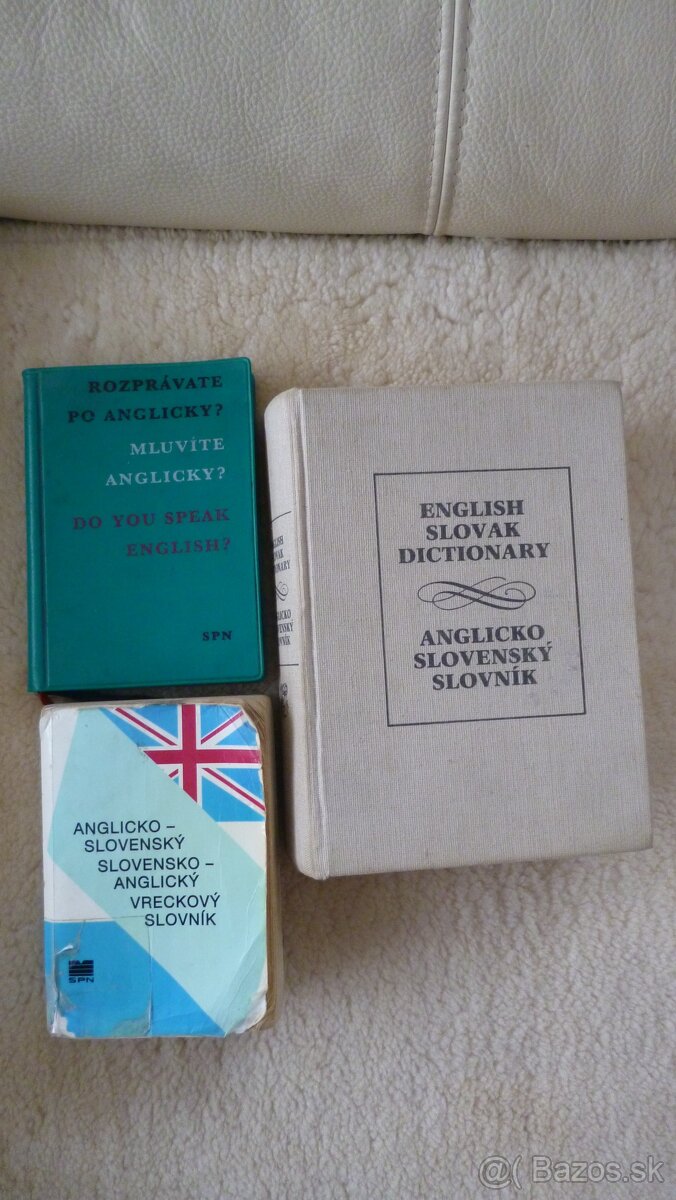 ROZPRÁVATE
PO ANGLICKY?
MLUVÍTE
ANGLICKY?
DO YOU SPEAK
ENGLISH?
SPN
ENGLISH
SLOVAK
DICTIONARY
ANGLICKO
SLOVENSKÝ
SLOVNÍK
ANGLICKO –
SLOVENSKÝ
SLOVENSKO –
ANGLICKÝ
VRECKOVÝ
SLOVNÍK
SPN
@( Bazos.sk